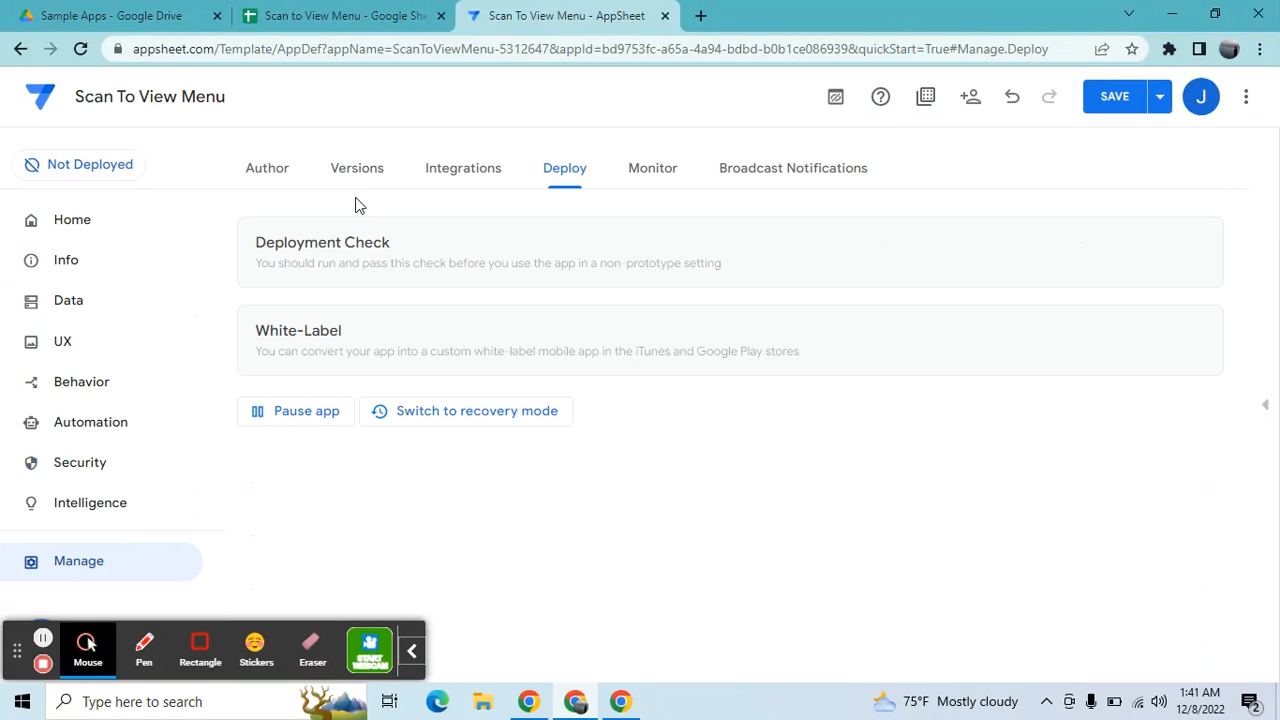 Sample Apps - Google Drive
Scan to View Menu - Google She
Scan To View Menu - AppSheet
appsheet.com/Template/AppDef?appName=ScanToViewMenu-5312647&appId=bd9753fc-a65a-4a94-bdbd-b0b1ce086939&quickStart=True#Manage.Deploy
Scan To View Menu
SAVE
J
Not Deployed
Author
Versions
Integrations
Deploy
Monitor
Broadcast Notifications
Home
Info
Data
UX
Behavior
Automation
Security
Intelligence
Manage
Deployment Check
You should run and pass this check before you use the app in a non-prototype setting
White-Label
You can convert your app into a custom white-label mobile app in the iTunes and Google Play stores
Pause app
Switch to recovery mode
Mouse
Pen
Rectangle
Stickers
Eraser
START WEBCAM
Type here to search
75°F Mostly cloudy
1:41 AM
12/8/2022
2